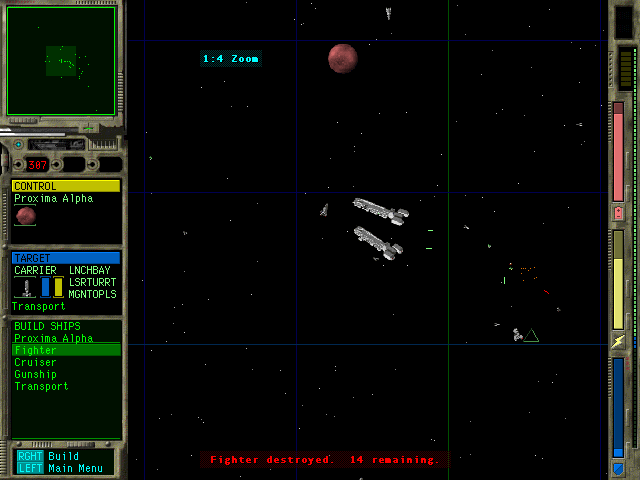 1:4 Zoom
307
CONTROL
Proxima Alpha
TARGET
CARRIER LNCHBAY
LSRTURRT
MGNTOPLS
Transport
BUILD SHIPS
Proxima Alpha
Fighter
Cruiser
Gunship
Transport
RGHT Build
LEFT Main Menu
Fighter destroyed. 14 remaining.